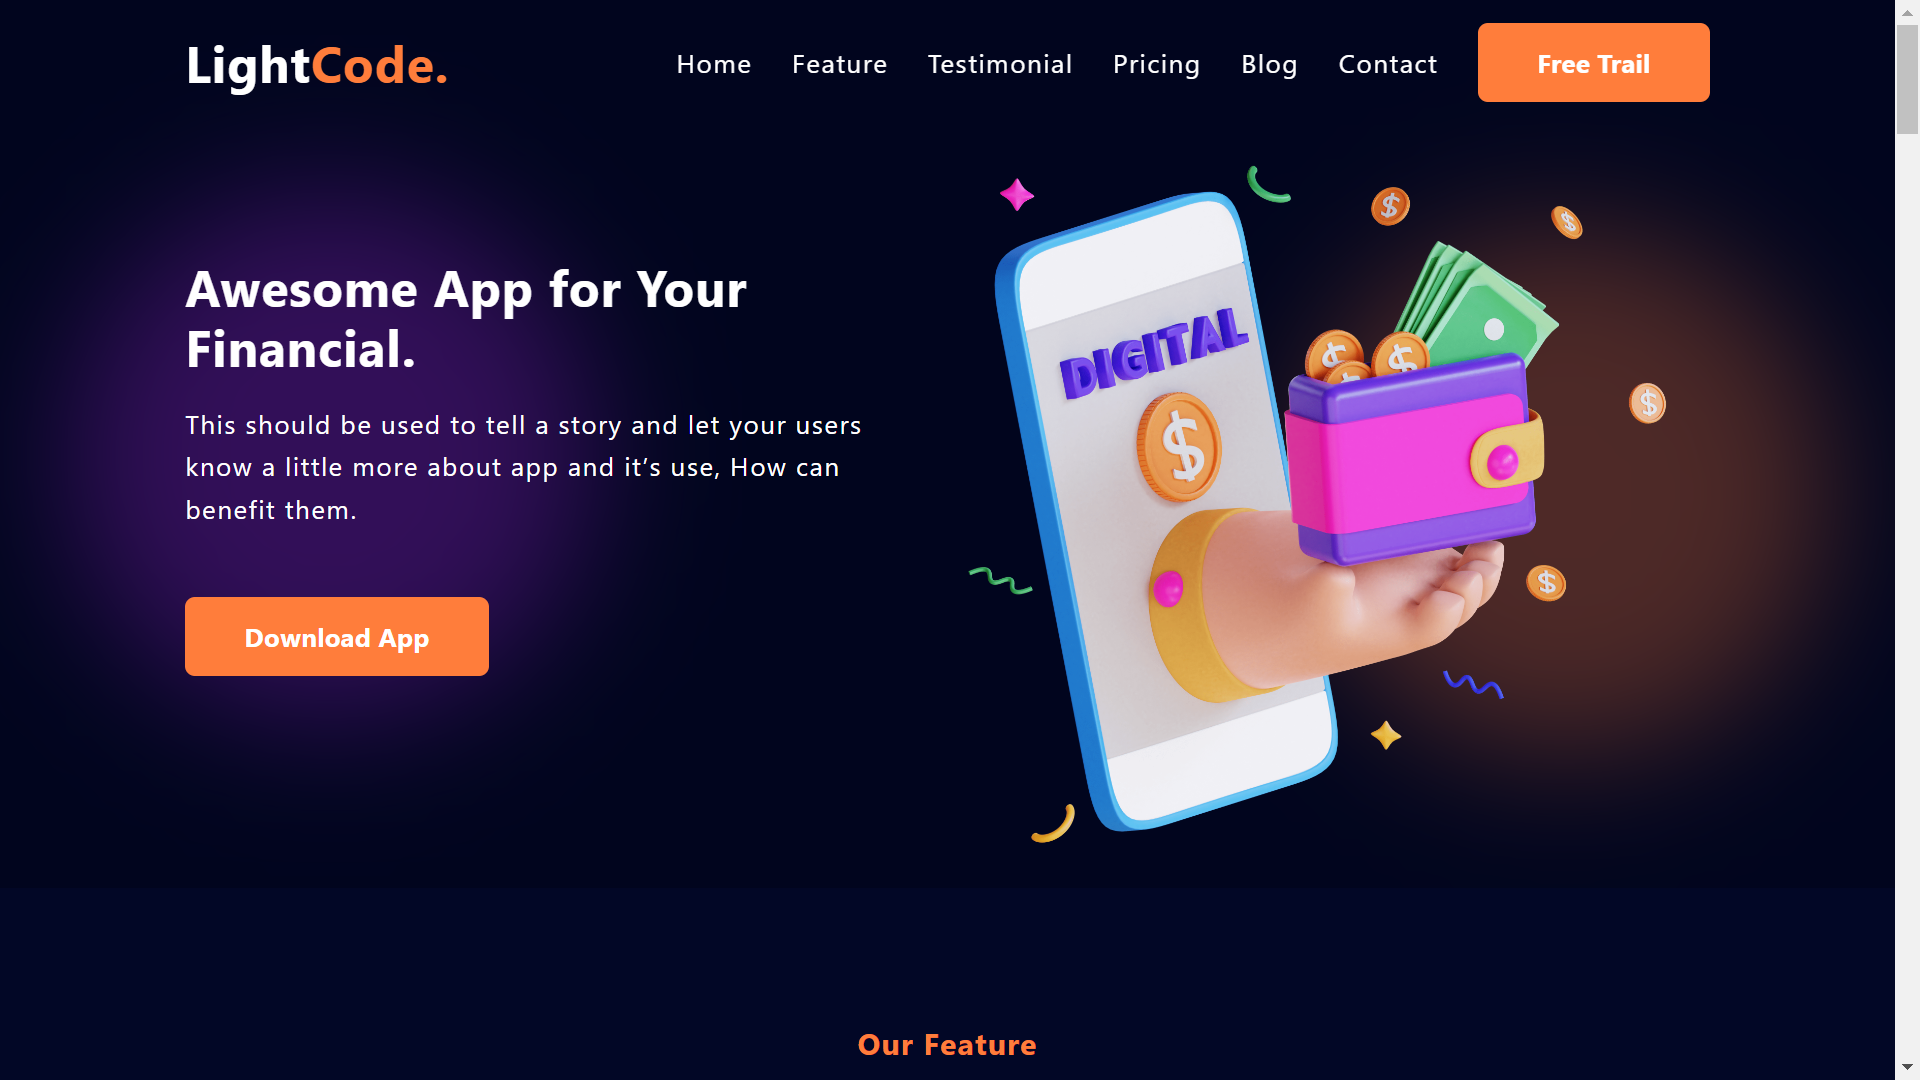 LightCode.
Home Feature Testimonial Pricing Blog Contact Free Trail
Awesome App for Your
Financial.
This should be used to tell a story and let your users
know a little more about app and it’s use, How can
benefit them.
Download App
DIGITAL
$
$
$
$
$
$
$
$
Our Feature